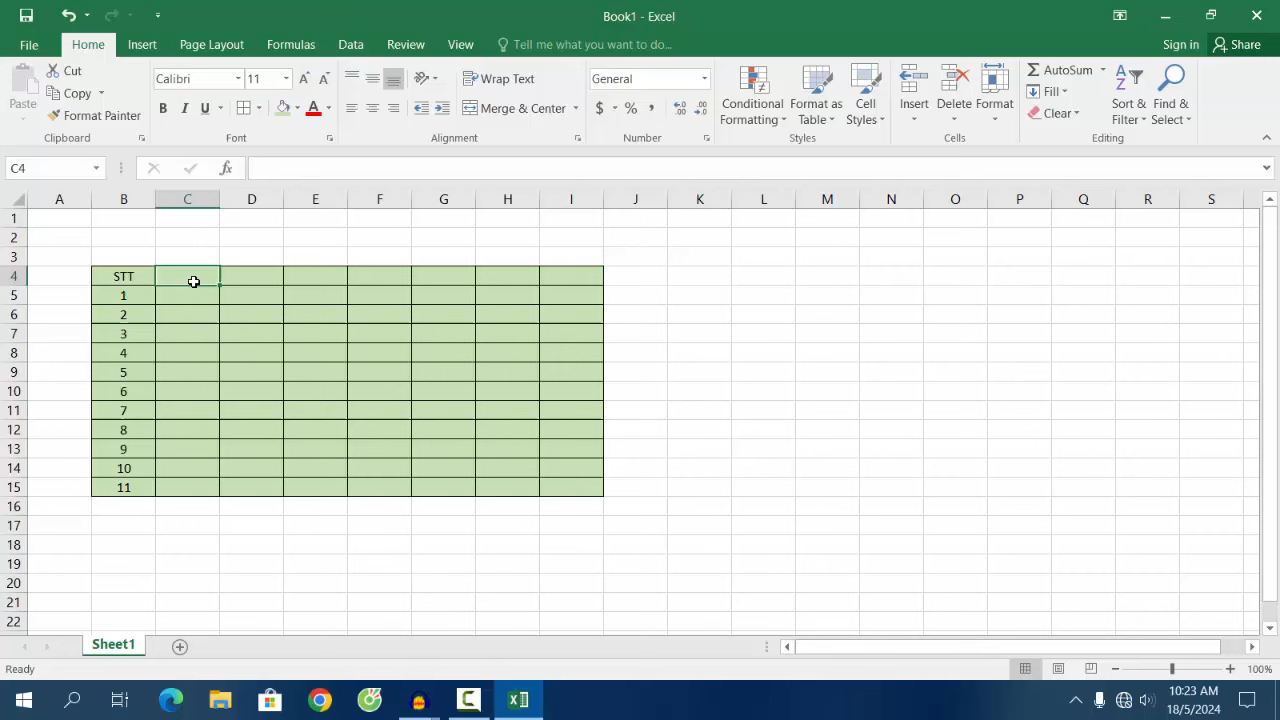 Book1 - Excel
File Home Insert Page Layout Formulas Data Review View Tell me what you want to do... Sign in Share
Paste Cut Copy Format Painter
Clipboard
Calibri 11
B I U A
Font
Wrap Text
Merge & Center
Alignment
General
$ % ,
Number
Conditional Formatting Format as Table Cell Styles
Styles
Insert Delete Format
Cells
AutoSum Fill Clear
Sort & Filter Find & Select
Editing
C4 fx
A B C D E F G H I J K L M N O P Q R S
1
2
3
4 STT
5 1
6 2
7 3
8 4
9 5
10 6
11 7
12 8
13 9
14 10
15 11
16
17
18
19
20
21
22
Sheet1
Ready 100%
10:23 AM
18/5/2024